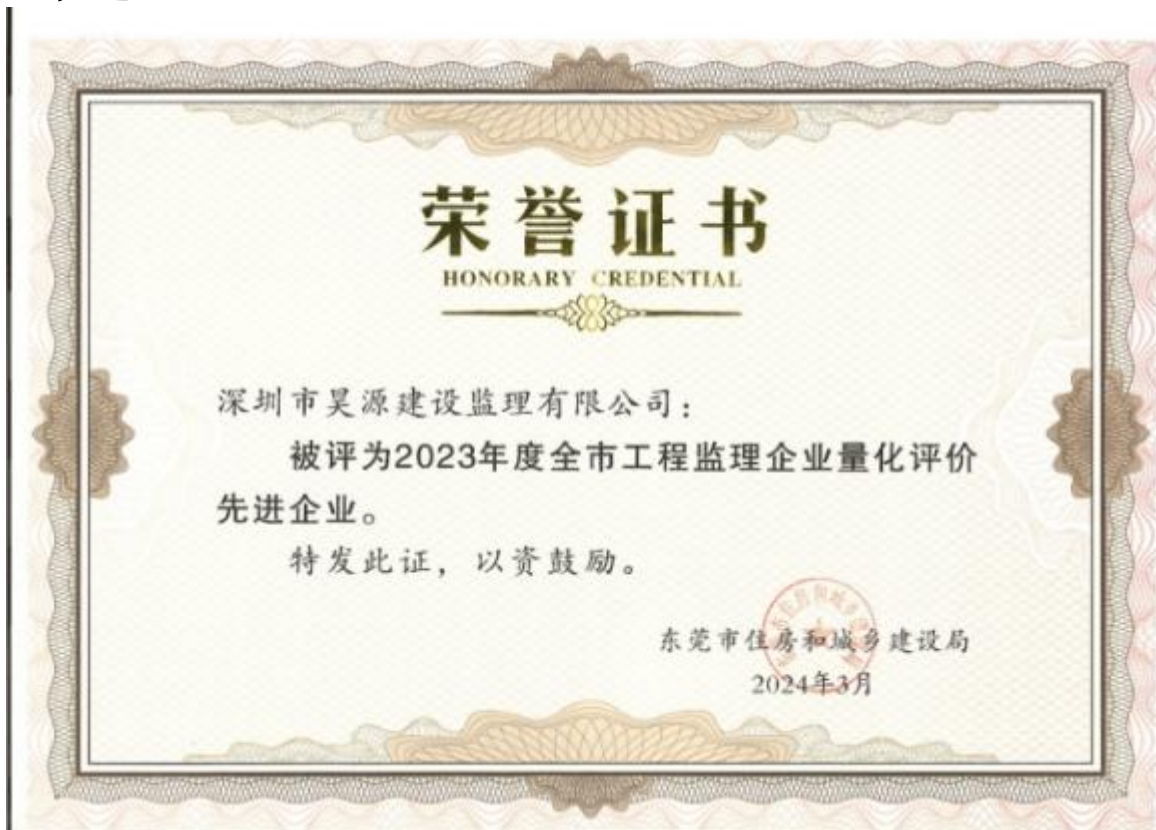 荣誉证书
HONORARY CREDENTIAL
深圳市昊源建设监理有限公司：
被评为2023年度全市工程监理企业量化评价
先进企业。
特发此证，以资鼓励。
东莞市住房和城乡建设局
2024年3月